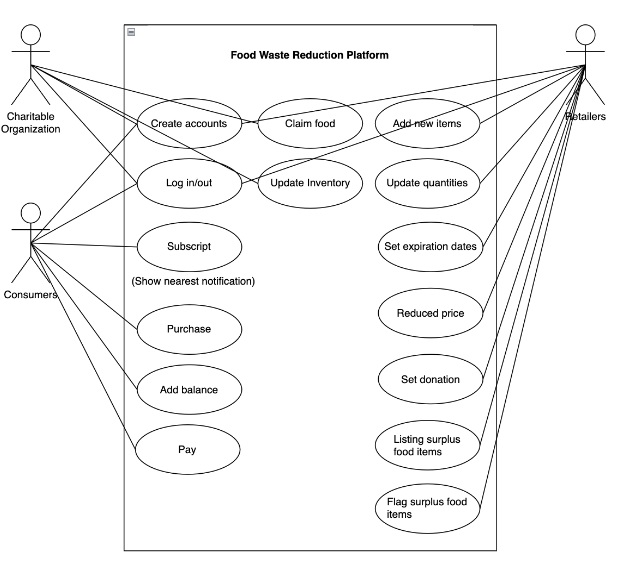 Food Waste Reduction Platform
Charitable
Organization
Retailers
Create accounts
Claim food
Add new items
Log in/out
Update Inventory
Update quantities
Consumers
Subscript
(Show nearest notification)
Set expiration dates
Purchase
Reduced price
Add balance
Set donation
Pay
Listing surplus
food items
Flag surplus food
items